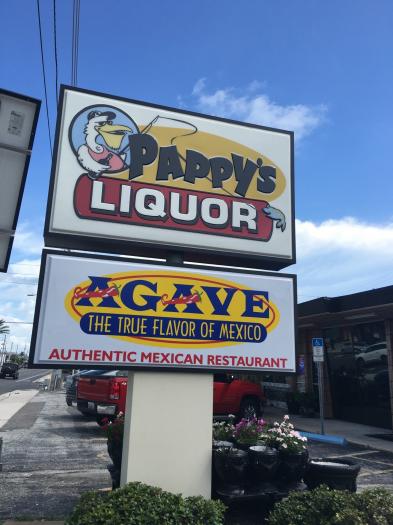 PAPPY'S
LIQUOR
AGAVE
THE TRUE FLAVOR OF MEXICO
AUTHENTIC MEXICAN RESTAURANT